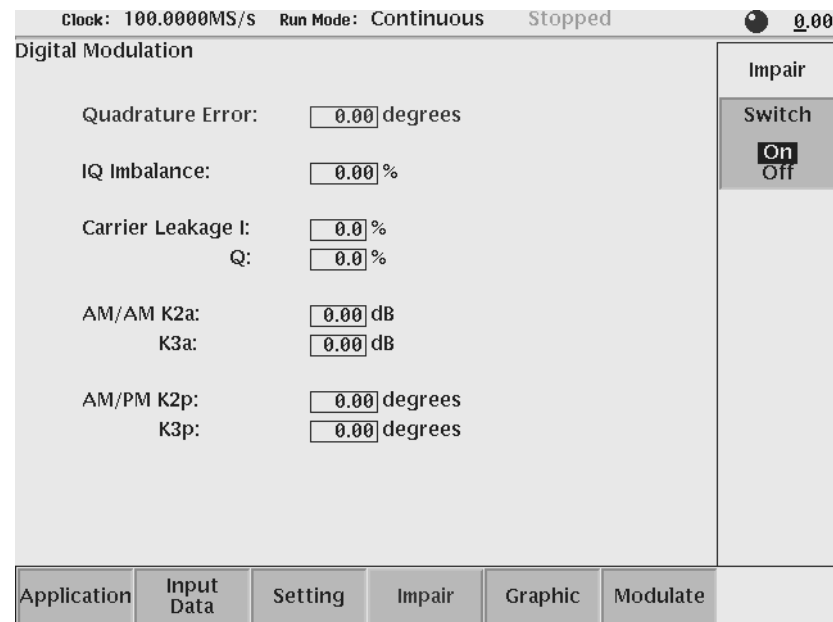 Clock: 100.0000MS/s Run Mode: Continuous Stopped 0.00
Digital Modulation
Impair
Switch
On
Off
Quadrature Error: 0.00 degrees
IQ Imbalance: 0.00 %
Carrier Leakage I: 0.0 %
Q: 0.0 %
AM/AM K2a: 0.00 dB
K3a: 0.00 dB
AM/PM K2p: 0.00 degrees
K3p: 0.00 degrees
Application
Input
Data
Setting
Impair
Graphic
Modulate